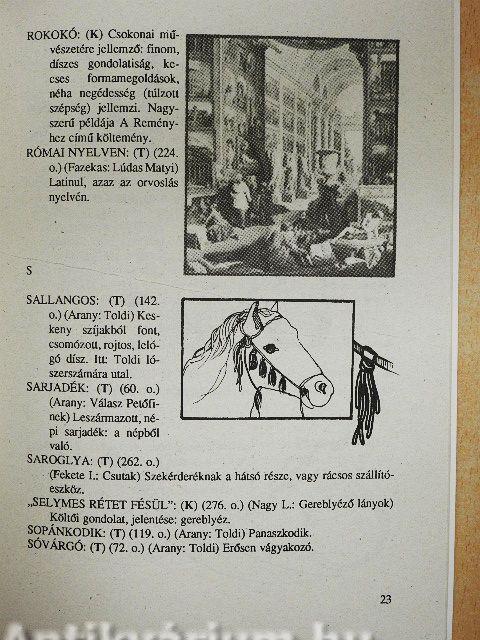 ROKOKÓ: (K) Csokonai mű-
vészetére jellemző: finom,
díszes gondolatiság, ke-
cses formamegoldások,
néha negédesség (túlzott
szépség) jellemzi. Nagy-
szerű példája A Remény-
hez című költemény.
RÓMAI NYELVEN: (T) (224.
o.) (Fazekas: Lúdas Matyi)
Latinul, azaz az orvoslás
nyelvén.
S
SALLANGOS: (T) (142.
o.) (Arany: Toldi) Kes-
keny szíjakból font,
csomózott, rojtos, leló-
gó dísz. Itt: Toldi ló-
szerszámára utal.
SARJADÉK: (T) (60. o.)
(Arany: Válasz Petőfi-
nek) Leszármazott, né-
pi sarjadék: a népből
való.
SAROGLYA: (T) (262. o.)
(Fekete I.: Csutak) Szekérderéknak a hátsó része, vagy rácsos szállító-
eszköz.
„SELYMES RÉTET FÉSÜL”: (K) (276. o.) (Nagy L.: Gereblyéző lányok)
Költői gondolat, jelentése: gereblyéz.
SOPÁNKODIK: (T) (119. o.) (Arany: Toldi) Panaszkodik.
SÓVÁRGÓ: (T) (72. o.) (Arany: Toldi) Erősen vágyakozó.
23
Antikvárium.hu